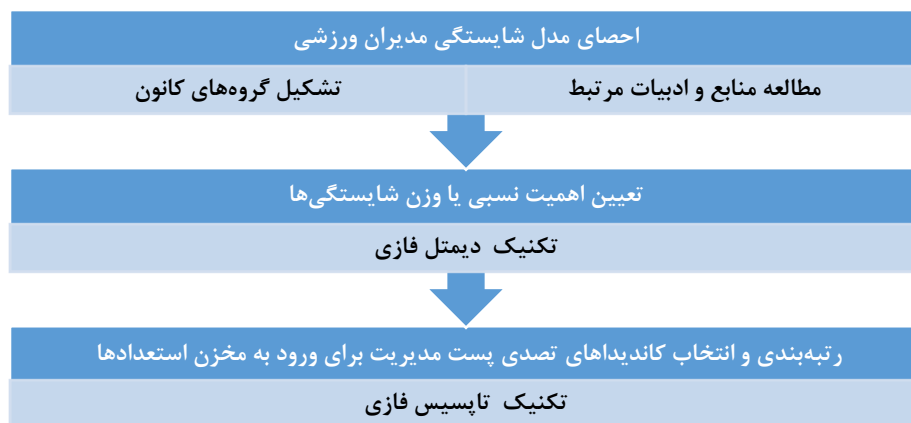 احصای مدل شایستگی مدیران ورزشی
مطالعه منابع و ادبیات مرتبط
تشکیل گروه‌های کانون
تعیین اهمیت نسبی یا وزن شایستگی‌ها
تکنیک دیمتل فازی
رتبه‌بندی و انتخاب کاندیداهای تصدی پست مدیریت برای ورود به مخزن استعدادها
تکنیک تاپسیس فازی